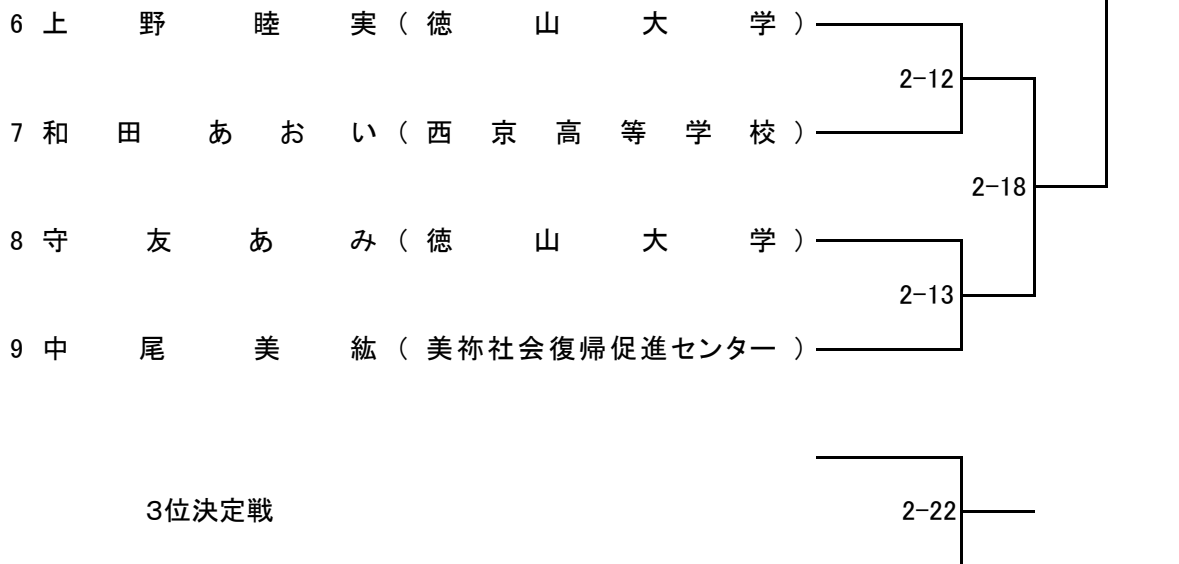 6 上野睦実(徳山大学)
2-12
7 和田あおい(西京高等学校)
2-18
8 守友あみ(徳山大学)
2-13
9 中尾美紘(美祢社会復帰促進センター)
3位決定戦
2-22